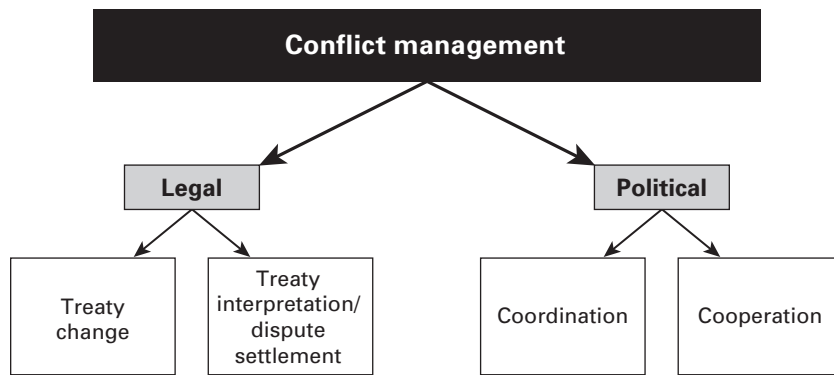 Conflict management
Legal
Political
Treaty
change
Treaty
interpretation/
dispute
settlement
Coordination
Cooperation